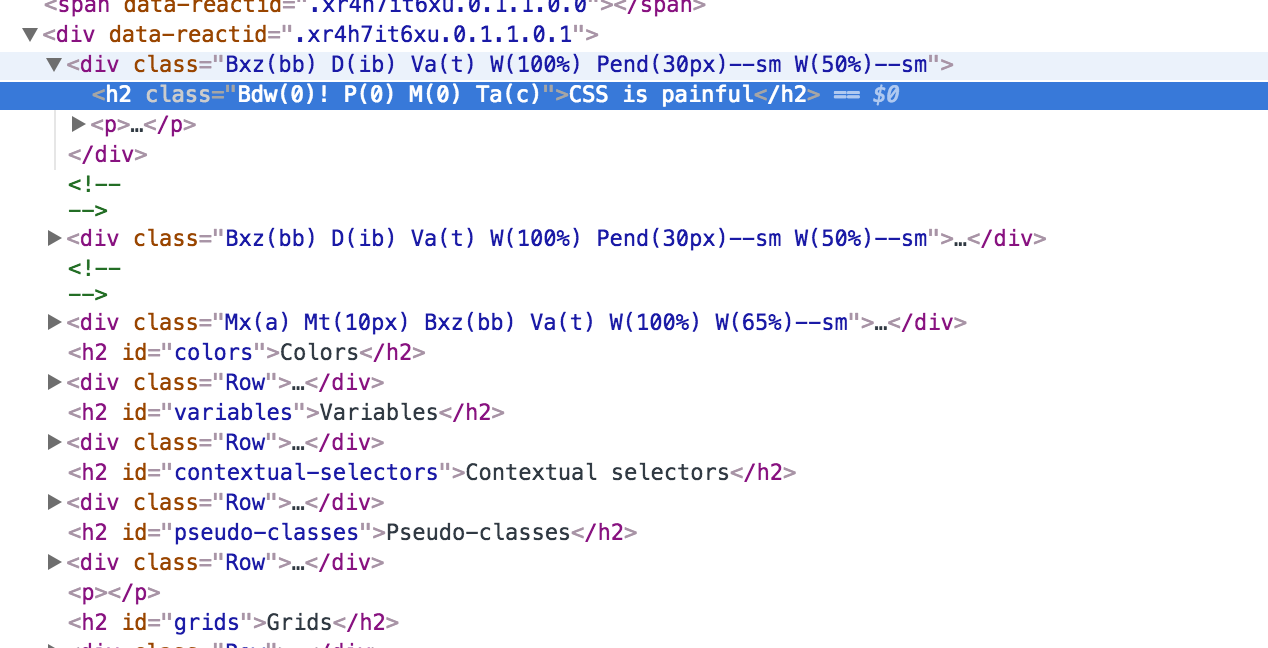 <span data-reactid=".xr4h7it6xu.0.1.1.0.0"></span>
▼<div data-reactid=".xr4h7it6xu.0.1.1.0.1">
▼<div class="Bxz(bb) D(ib) Va(t) W(100%) Pend(30px)--sm W(50%)--sm">
<h2 class="Bdw(0)! P(0) M(0) Ta(c)">CSS is painful</h2> == $0
▶<p>…</p>
</div>
<!--
-->
▶<div class="Bxz(bb) D(ib) Va(t) W(100%) Pend(30px)--sm W(50%)--sm">…</div>
<!--
-->
▶<div class="Mx(a) Mt(10px) Bxz(bb) Va(t) W(100%) W(65%)--sm">…</div>
<h2 id="colors">Colors</h2>
▶<div class="Row">…</div>
<h2 id="variables">Variables</h2>
▶<div class="Row">…</div>
<h2 id="contextual-selectors">Contextual selectors</h2>
▶<div class="Row">…</div>
<h2 id="pseudo-classes">Pseudo-classes</h2>
▶<div class="Row">…</div>
<p></p>
<h2 id="grids">Grids</h2>
▶<div class="Row">…</div>